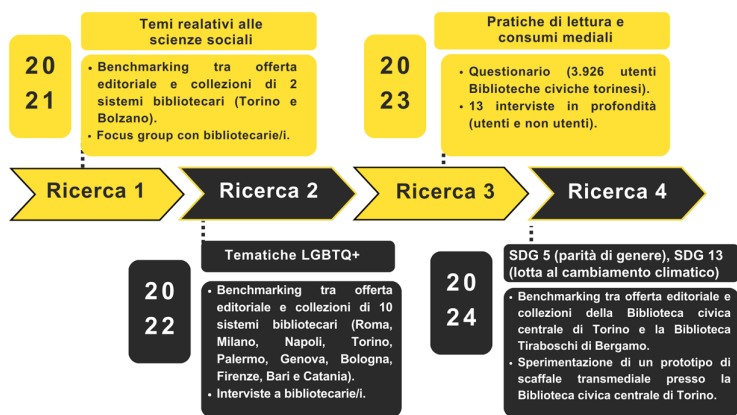 Temi realativi alle
scienze sociali
20
21
• Benchmarking tra offerta
editoriale e collezioni di 2
sistemi bibliotecari (Torino e
Bolzano).
• Focus group con bibliotecarie/i.
Pratiche di lettura e
consumi mediali
20
23
• Questionario (3.926 utenti
Biblioteche civiche torinesi).
• 13 interviste in profondità
(utenti e non utenti).
Ricerca 1
Ricerca 2
Ricerca 3
Ricerca 4
Tematiche LGBTQ+
20
22
• Benchmarking tra offerta
editoriale e collezioni di 10
sistemi bibliotecari (Roma,
Milano, Napoli, Torino,
Palermo, Genova, Bologna,
Firenze, Bari e Catania).
• Interviste a bibliotecarie/i.
SDG 5 (parità di genere), SDG 13
(lotta al cambiamento climatico)
20
24
• Benchmarking tra offerta editoriale e
collezioni della Biblioteca civica
centrale di Torino e la Biblioteca
Tiraboschi di Bergamo.
• Sperimentazione di un prototipo di
scaffale transmediale presso la
Biblioteca civica centrale di Torino.